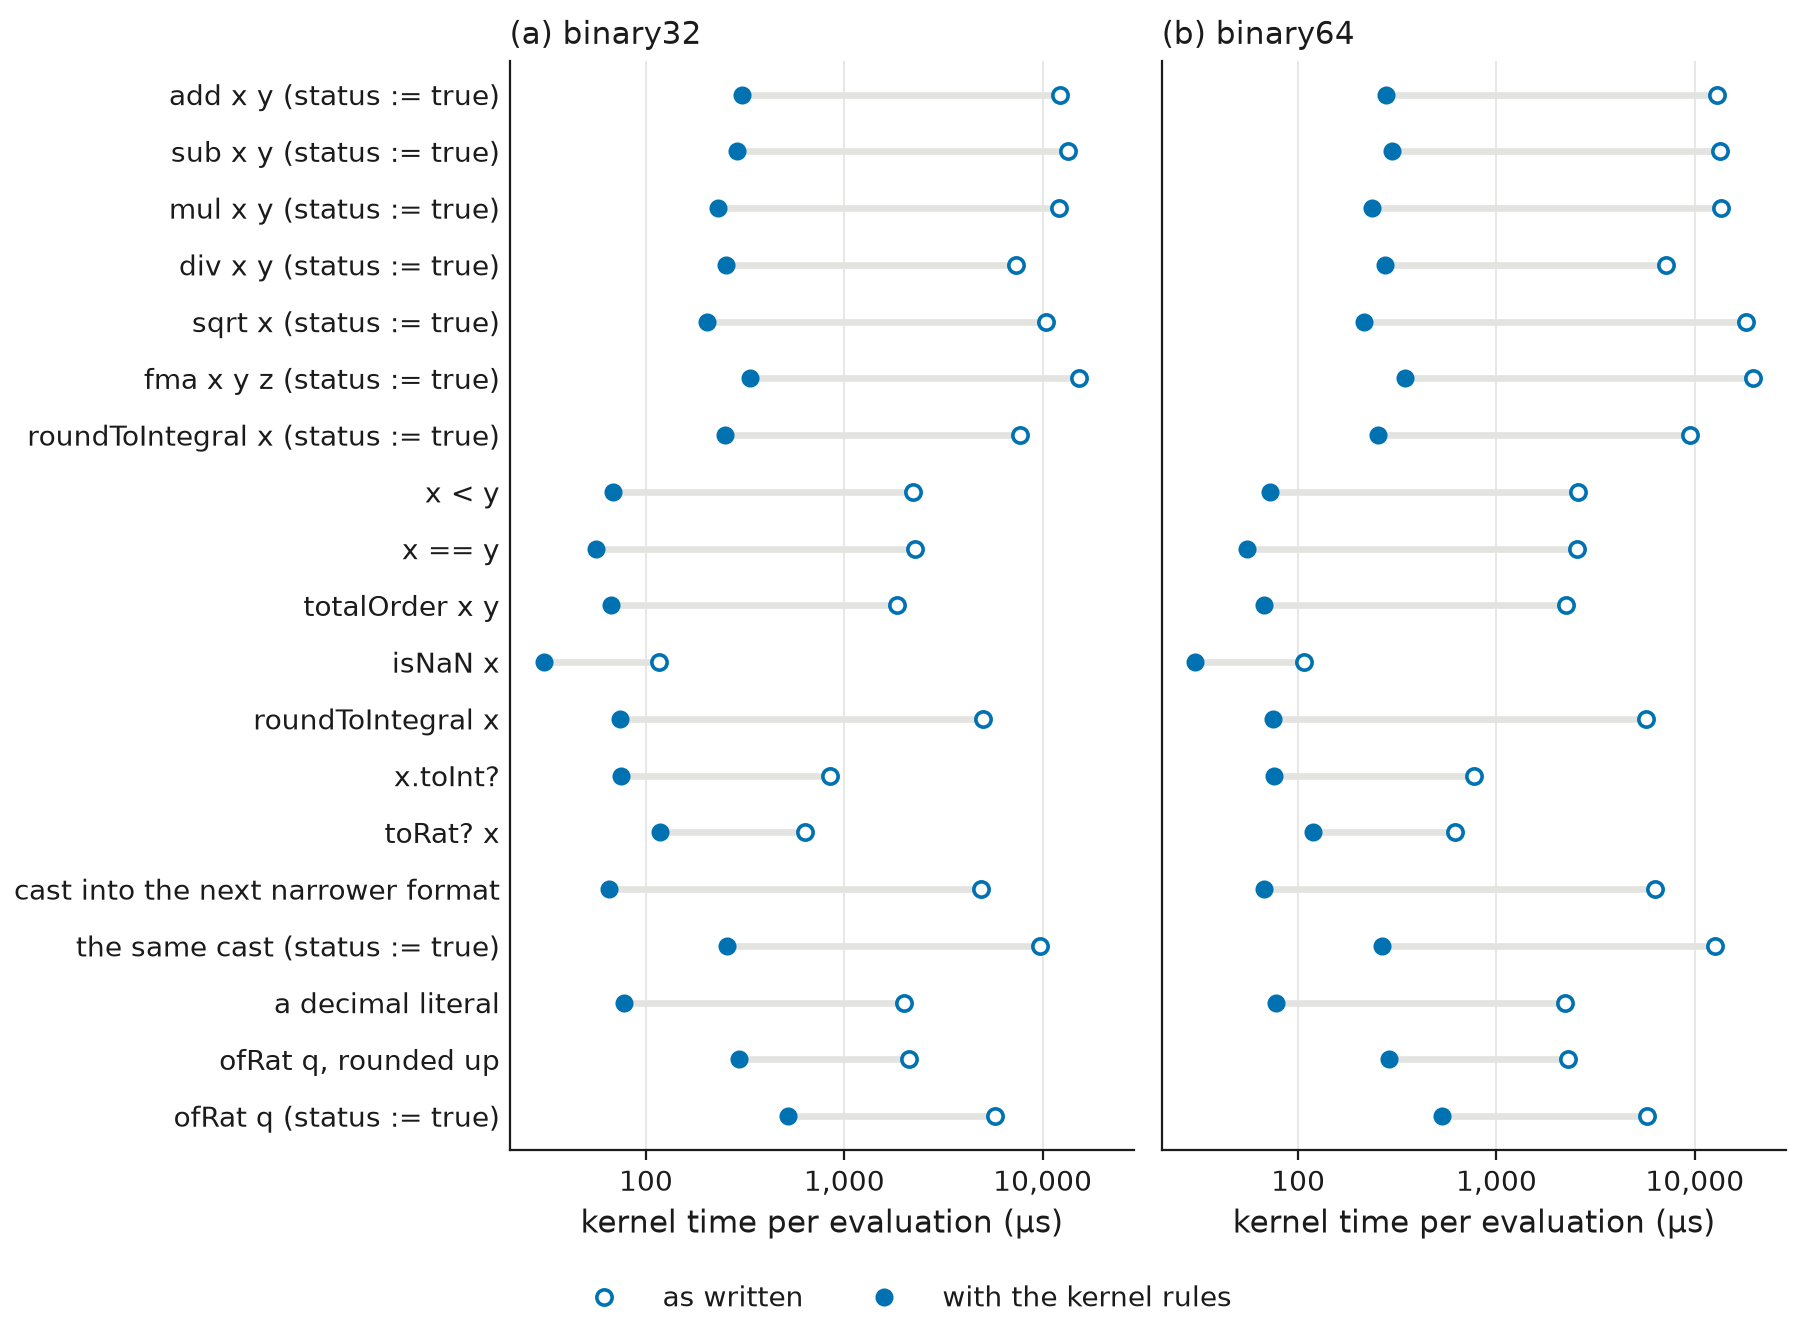 (a) binary32
(b) binary64
add x y (status := true)
sub x y (status := true)
mul x y (status := true)
div x y (status := true)
sqrt x (status := true)
fma x y z (status := true)
roundToIntegral x (status := true)
x < y
x == y
totalOrder x y
isNaN x
roundToIntegral x
x.toInt?
toRat? x
cast into the next narrower format
the same cast (status := true)
a decimal literal
ofRat q, rounded up
ofRat q (status := true)
100 1,000 10,000
100 1,000 10,000
kernel time per evaluation (µs)
kernel time per evaluation (µs)
as written
with the kernel rules